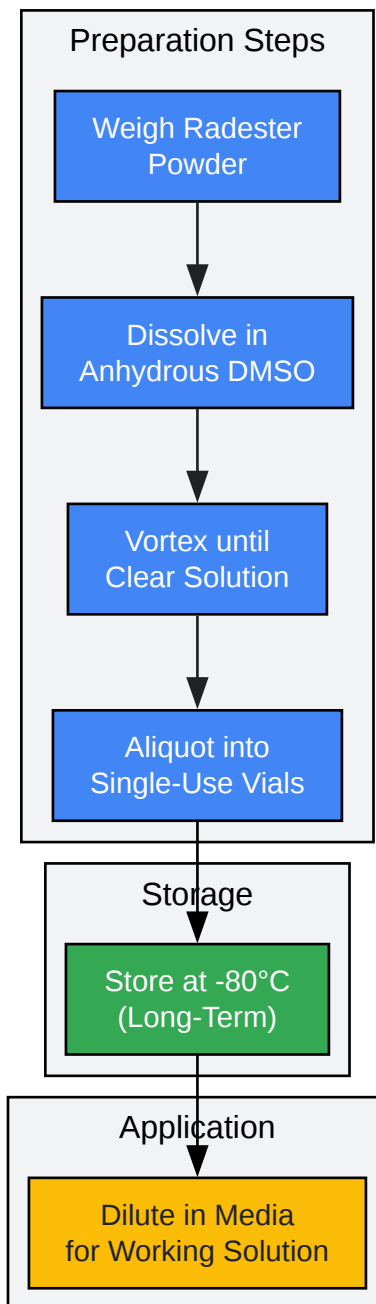 Preparation Steps
Weigh Radester
Powder
Dissolve in
Anhydrous DMSO
Vortex until
Clear Solution
Aliquot into
Single-Use Vials
Storage
Store at -80°C
(Long-Term)
Application
Dilute in Media
for Working Solution